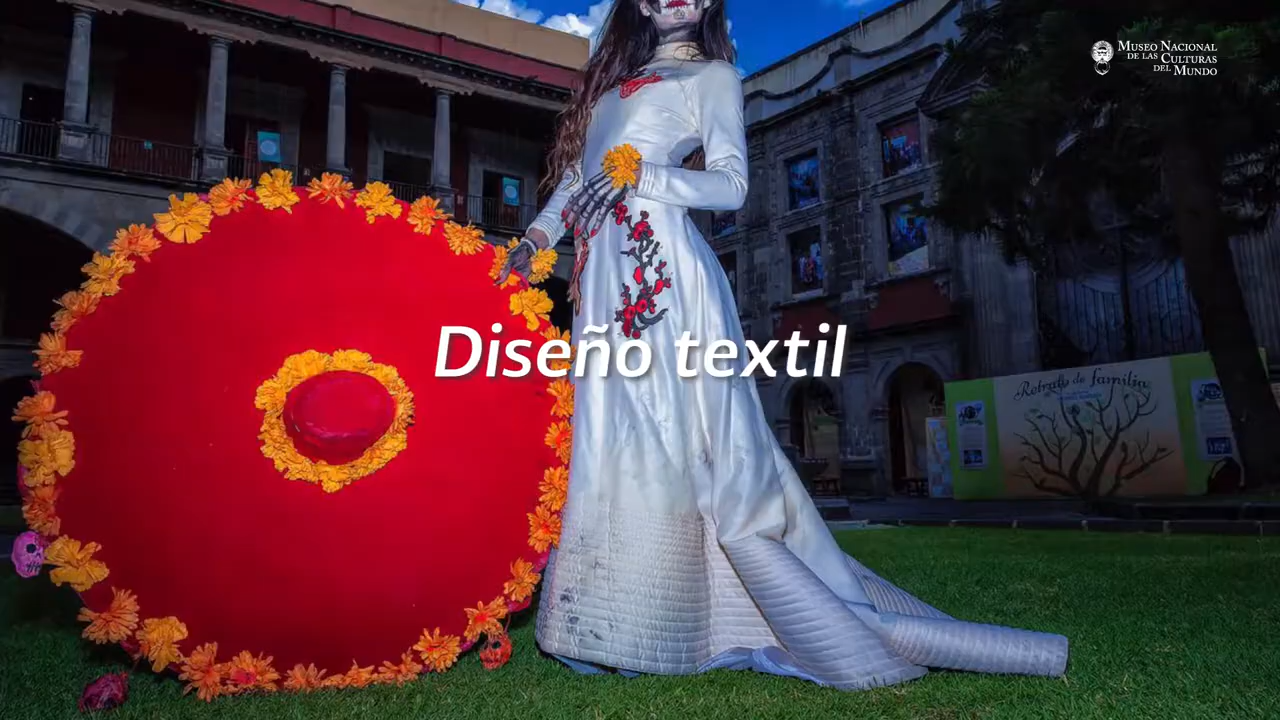 Museo Nacional
de las Culturas
del Mundo
Diseño textil
Retrato de familia